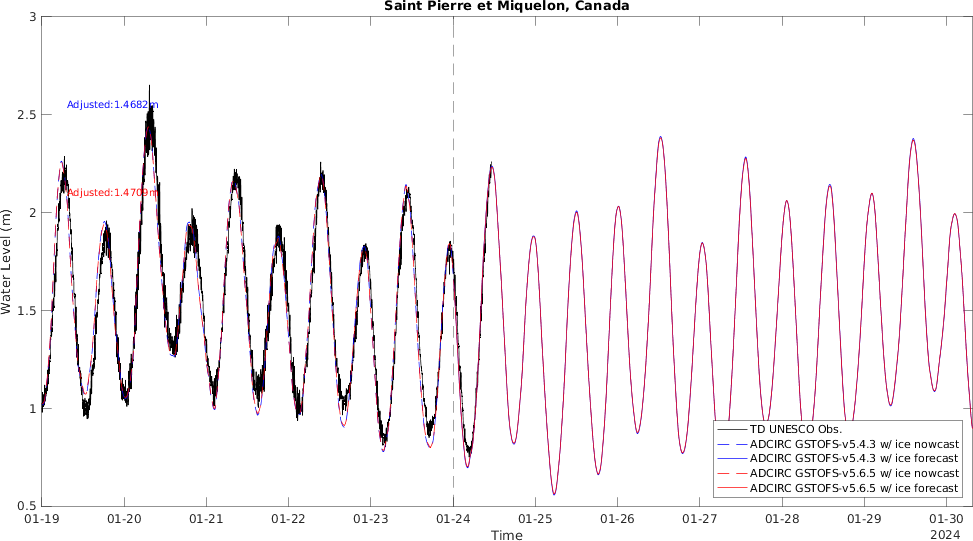 Saint Pierre et Miquelon, Canada
3
2.5
2
1.5
1
0.5
Water Level (m)
Adjusted:1.4682m
Adjusted:1.4709m
TD UNESCO Obs.
ADCIRC GSTOFS-v5.4.3 w/ ice nowcast
ADCIRC GSTOFS-v5.4.3 w/ ice forecast
ADCIRC GSTOFS-v5.6.5 w/ ice nowcast
ADCIRC GSTOFS-v5.6.5 w/ ice forecast
01-19 01-20 01-21 01-22 01-23 01-24 01-25 01-26 01-27 01-28 01-29 01-30
Time
2024